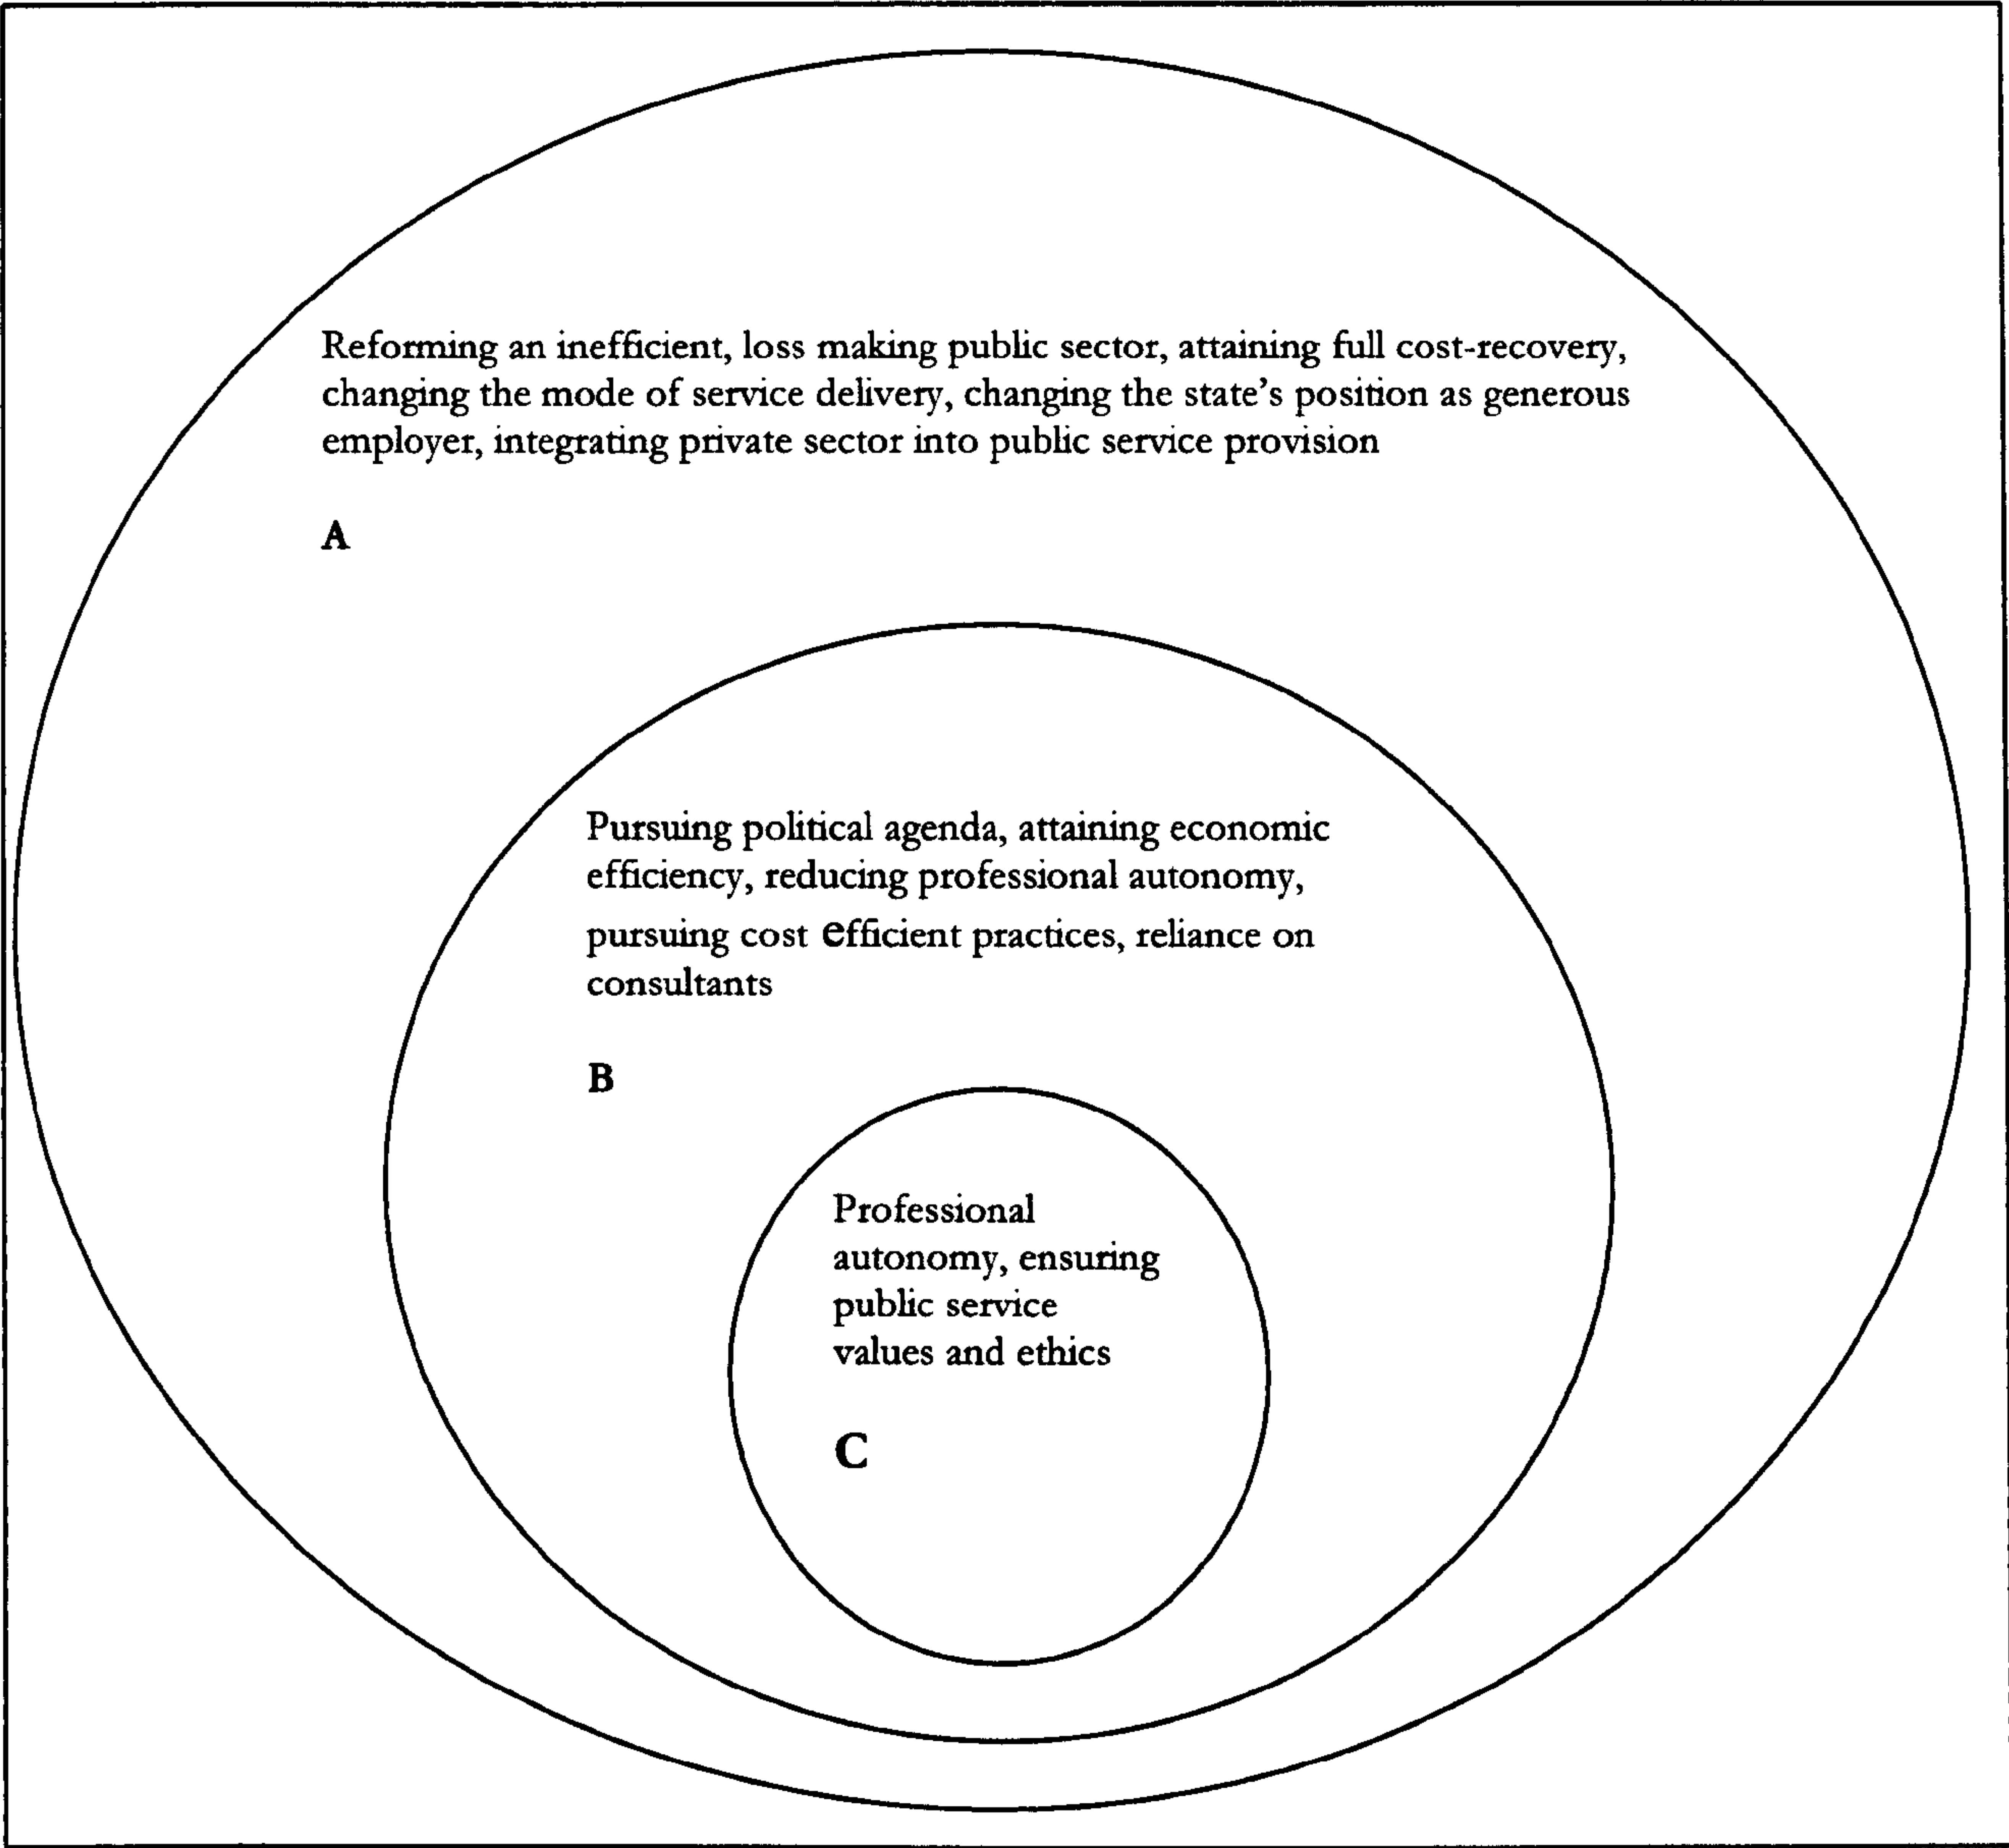 Reforming an inefficient, loss making public sector, attaining full cost-recovery,
changing the mode of service delivery, changing the state's position as generous
employer, integrating private sector into public service provision
A
Pursuing political agenda, attaining economic
efficiency, reducing professional autonomy,
pursuing cost efficient practices, reliance on
consultants
B
Professional
autonomy, ensuring
public service
values and ethics
C